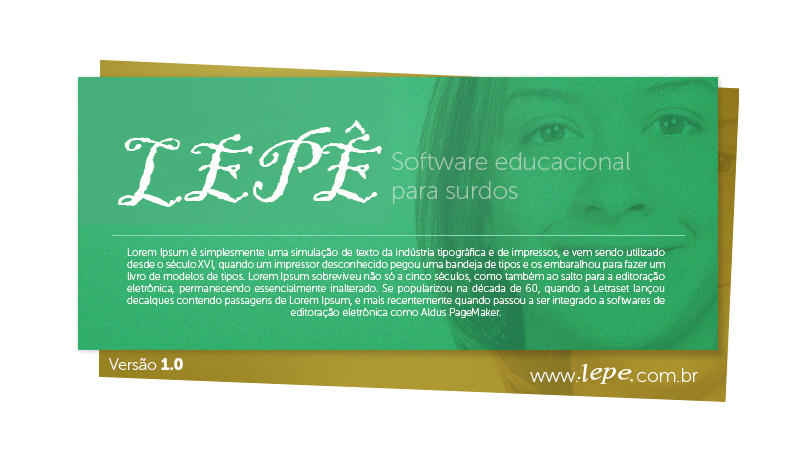 LEPÊ
Software educacional
para surdos
Lorem Ipsum é simplesmente uma simulação de texto da indústria tipográfica e de impressos, e vem sendo utilizado
desde o século XVI, quando um impressor desconhecido pegou uma bandeja de tipos e os embaralhou para fazer um
livro de modelos de tipos. Lorem Ipsum sobreviveu não só a cinco séculos, como também ao salto para a editoração
eletrônica, permanecendo essencialmente inalterado. Se popularizou na década de 60, quando a Letraset lançou
decalques contendo passagens de Lorem Ipsum, e mais recentemente quando passou a ser integrado a softwares de
editoração eletrônica como Aldus PageMaker.
Versão 1.0
www.lepe.com.br